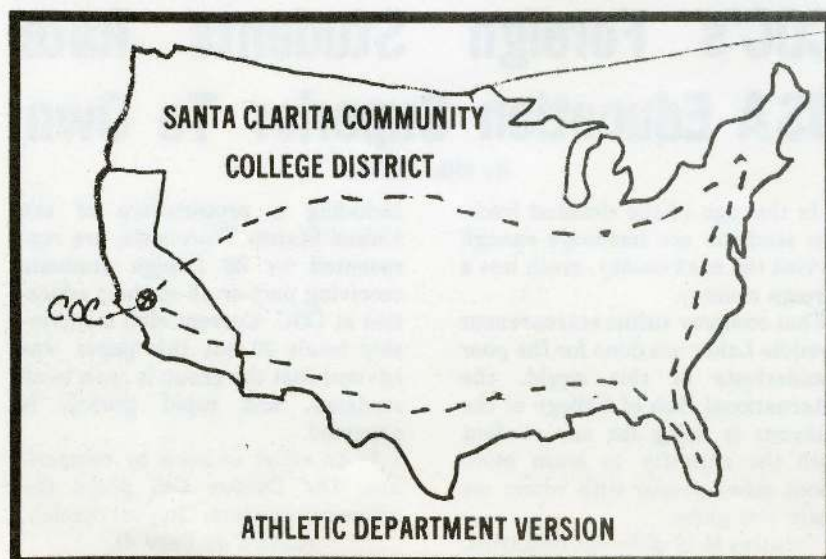 SANTA CLARITA COMMUNITY
COLLEGE DISTRICT
COC
ATHLETIC DEPARTMENT VERSION